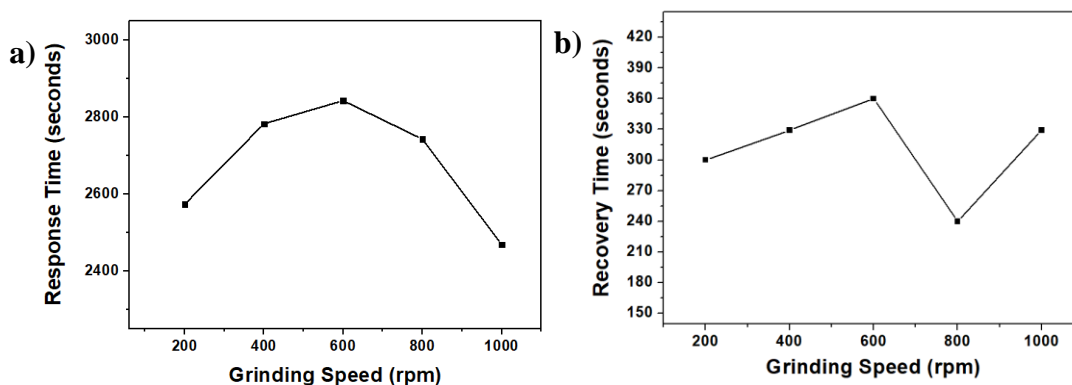 a)
3000
2800
2600
2400
Response Time (seconds)
200 400 600 800 1000
Grinding Speed (rpm)
b)
420
390
360
330
300
270
240
210
180
150
Recovery Time (seconds)
200 400 600 800 1000
Grinding Speed (rpm)